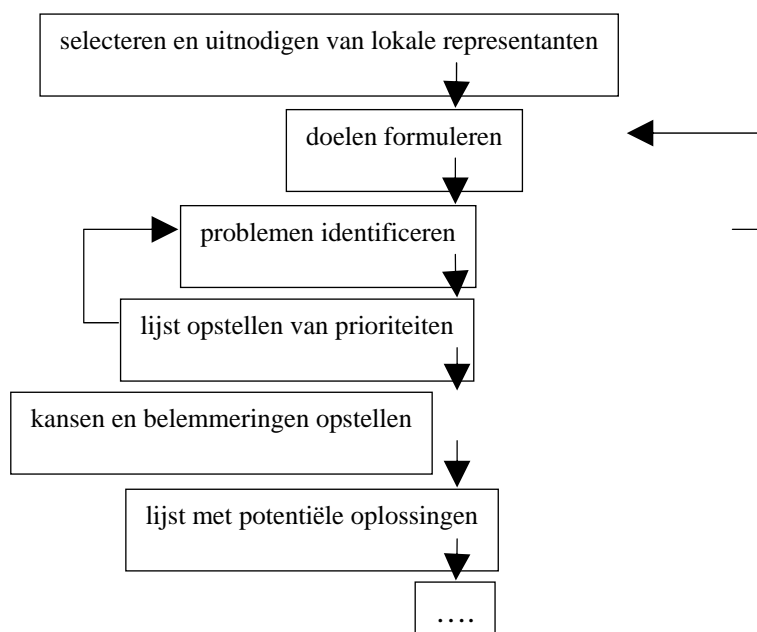 selecteren en uitnodigen van lokale representanten
doelen formuleren
problemen identificeren
lijst opstellen van prioriteiten
kansen en belemmeringen opstellen
lijst met potentiële oplossingen
….